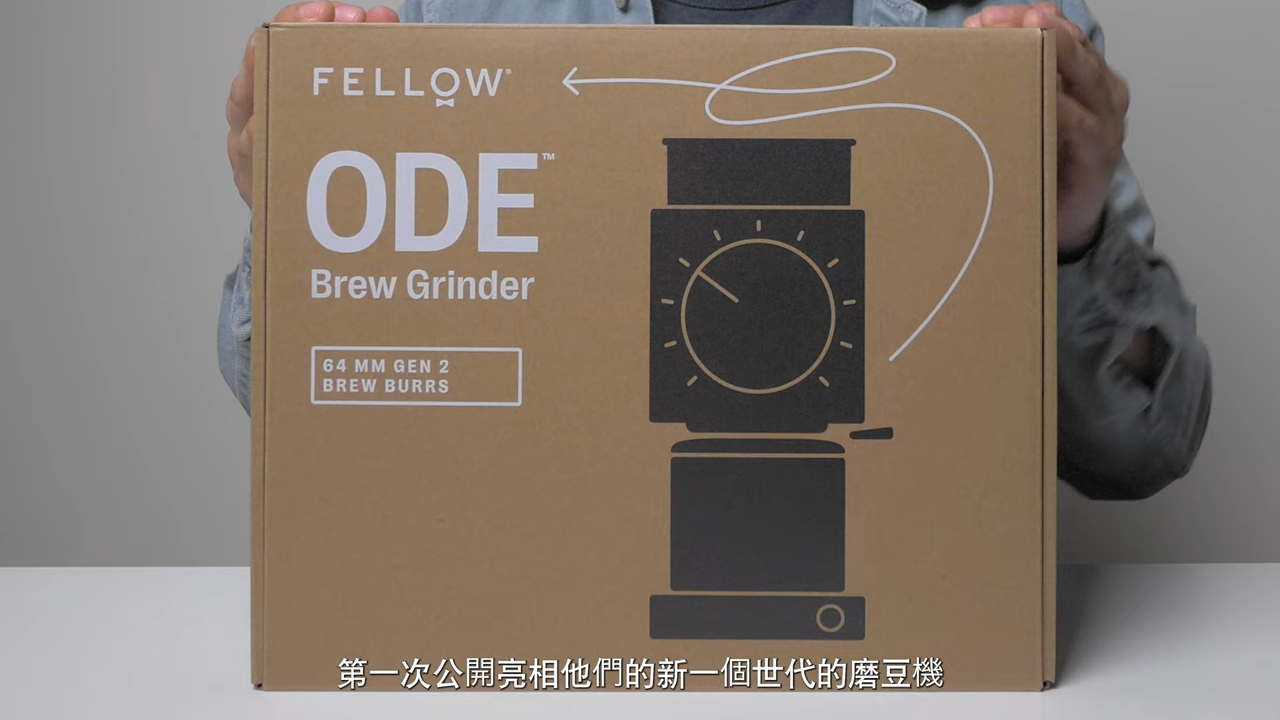 FELLOW®
ODE™
Brew Grinder
64 MM GEN 2
BREW BURRS
第一次公開亮相他們的新一個世代的磨豆機